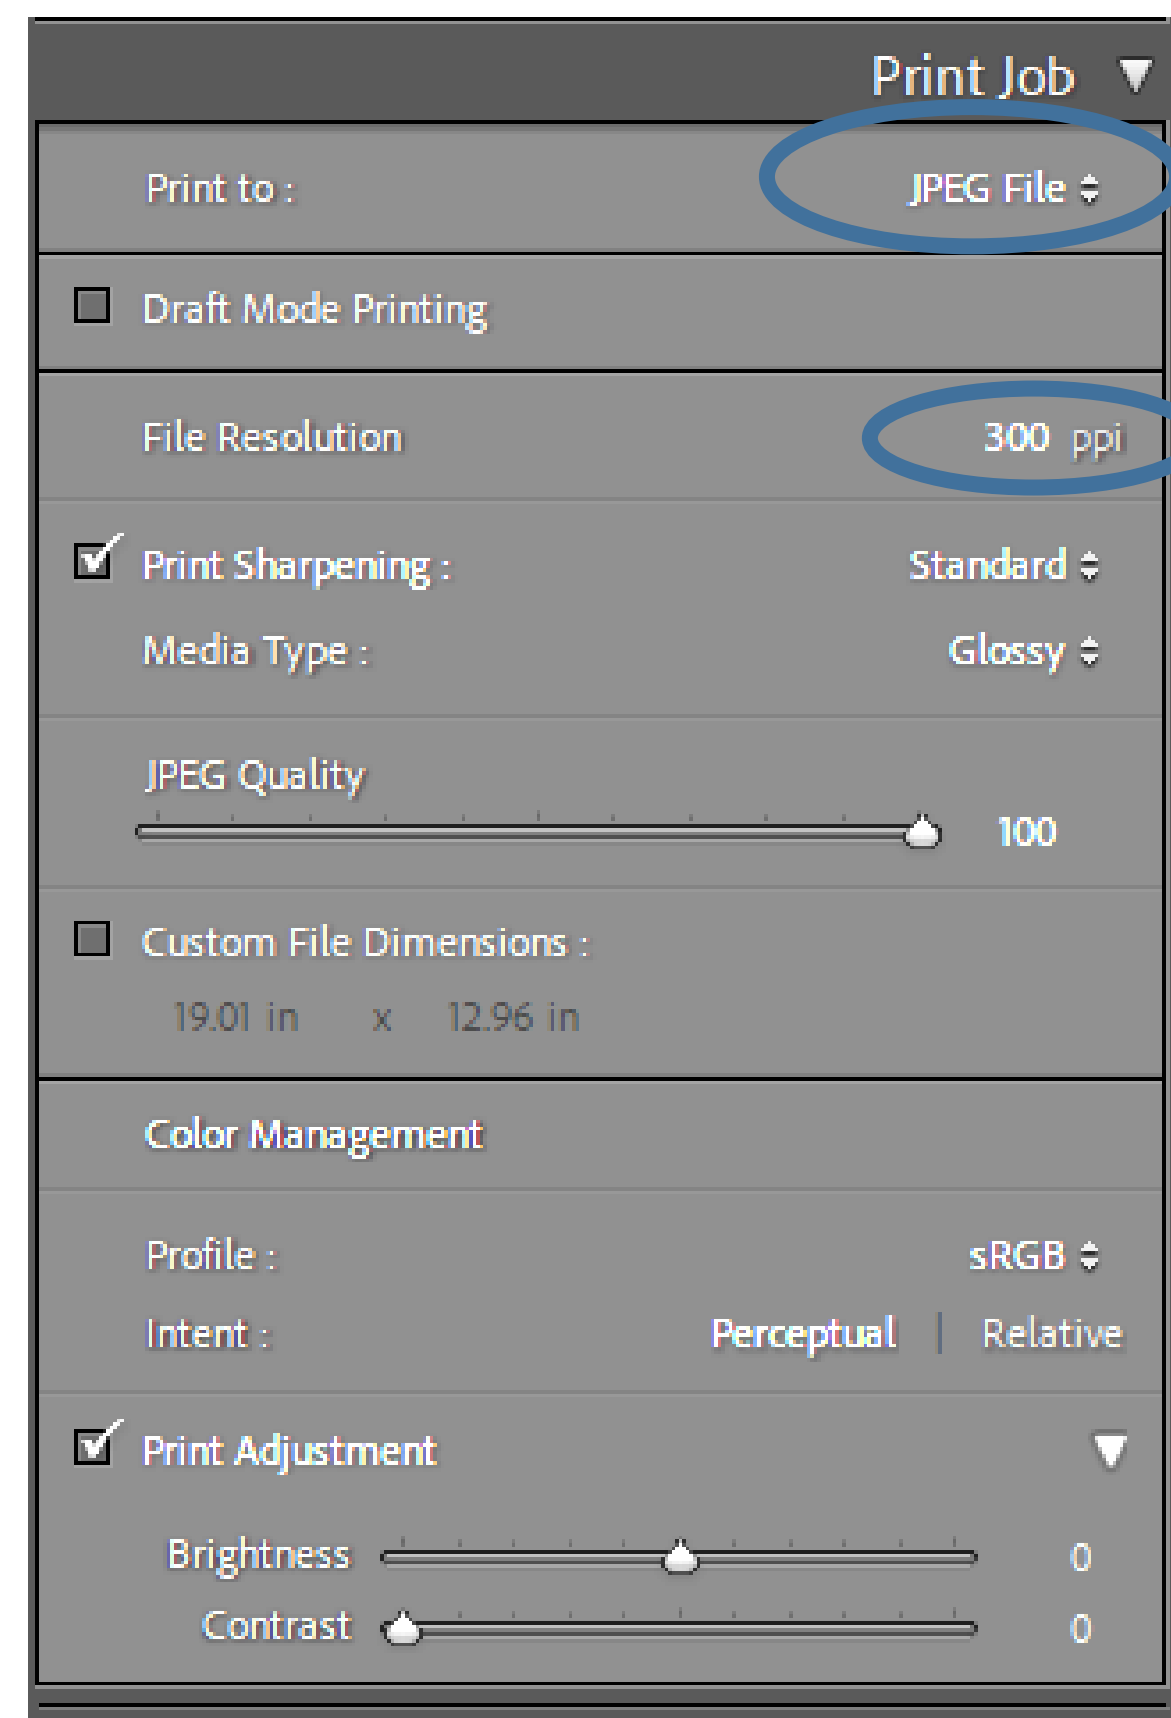 Print Job
Print to : JPEG File
Draft Mode Printing
File Resolution 300 ppi
Print Sharpening : Standard
Media Type : Glossy
JPEG Quality
100
Custom File Dimensions :
19.01 in x 12.96 in
Color Management
Profile : sRGB
Intent : Perceptual | Relative
Print Adjustment
Brightness 0
Contrast 0